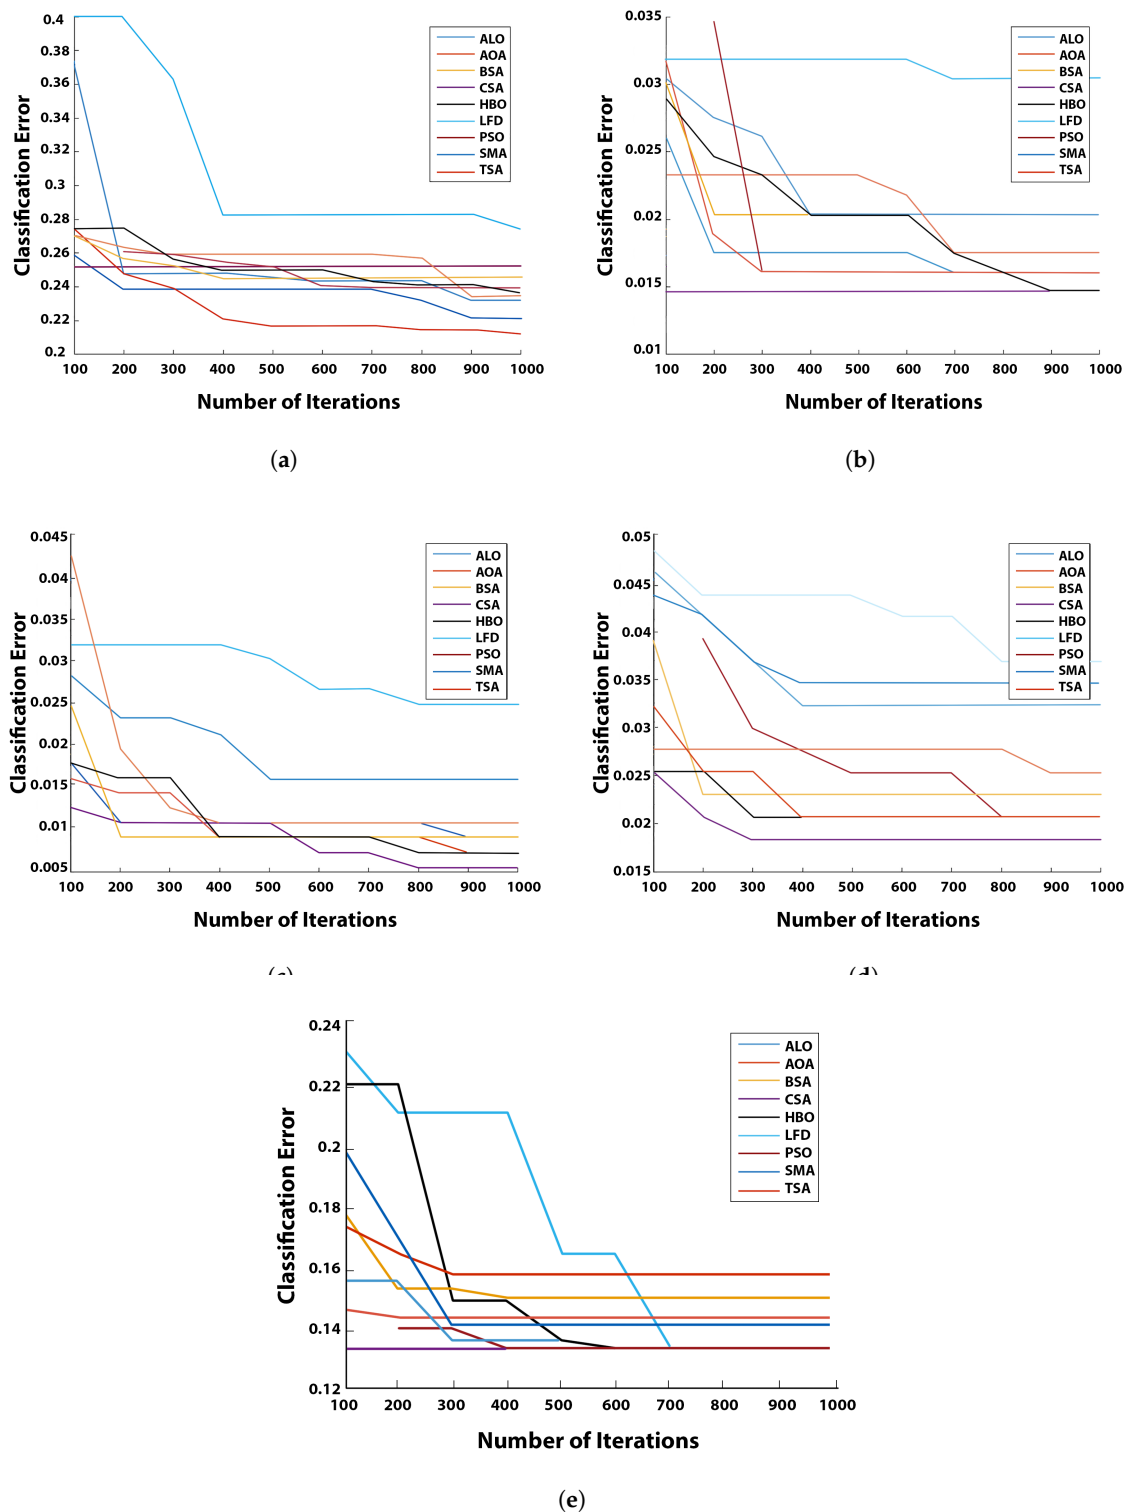 0.4
0.38
0.36
0.34
0.32
0.3
0.28
0.26
0.24
0.22
0.2
Classification Error
100 200 300 400 500 600 700 800 900 1000
Number of Iterations
ALO
AOA
BSA
CSA
HBO
LFD
PSO
SMA
TSA
(a)
0.035
0.03
0.025
0.02
0.015
0.01
Classification Error
100 200 300 400 500 600 700 800 900 1000
Number of Iterations
ALO
AOA
BSA
CSA
HBO
LFD
PSO
SMA
TSA
(b)
0.045
0.04
0.035
0.03
0.025
0.02
0.015
0.01
0.005
Classification Error
100 200 300 400 500 600 700 800 900 1000
Number of Iterations
ALO
AOA
BSA
CSA
HBO
LFD
PSO
SMA
TSA
(c)
0.05
0.045
0.04
0.035
0.03
0.025
0.02
0.015
Classification Error
100 200 300 400 500 600 700 800 900 1000
Number of Iterations
ALO
AOA
BSA
CSA
HBO
LFD
PSO
SMA
TSA
(d)
0.24
0.22
0.2
0.18
0.16
0.14
0.12
Classification Error
100 200 300 400 500 600 700 800 900 1000
Number of Iterations
ALO
AOA
BSA
CSA
HBO
LFD
PSO
SMA
TSA
(e)